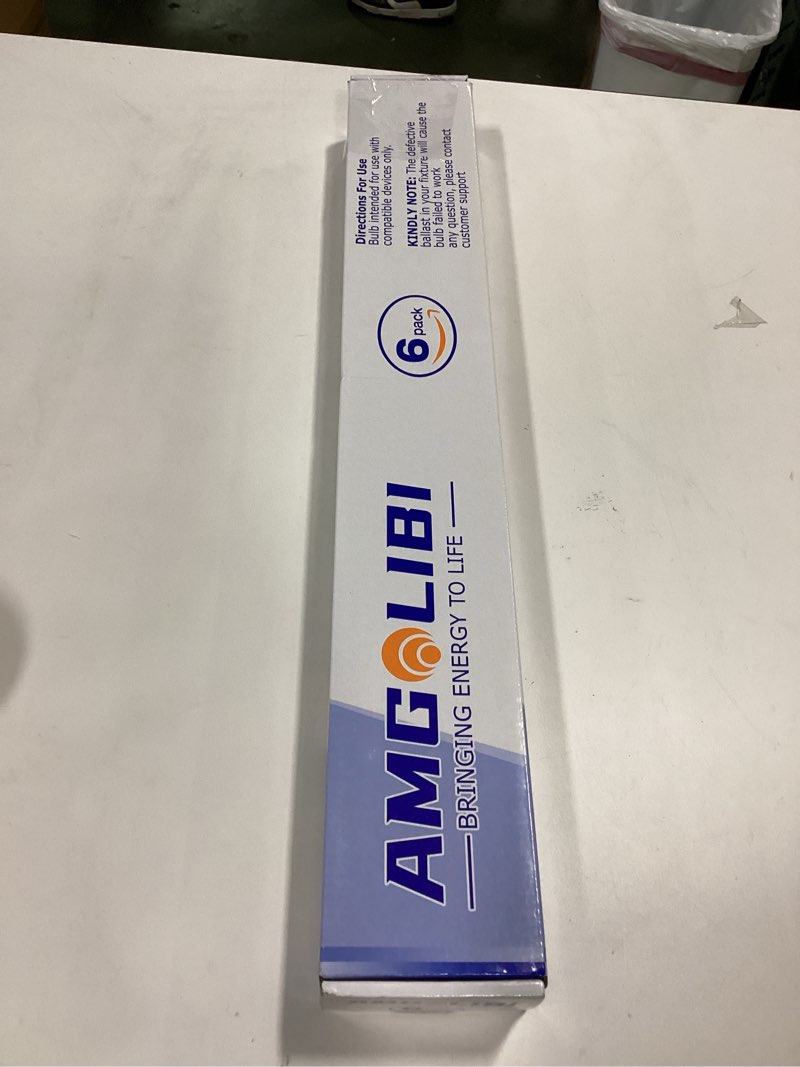 AMGOLIBI
BRINGING ENERGY TO LIFE
6
pack
Directions For Use
Bulb intended for use with
compatible devices only.
KINDLY NOTE: The defective
ballast in your fixture will cause the
bulb failed to work
any question, please contact
customer support